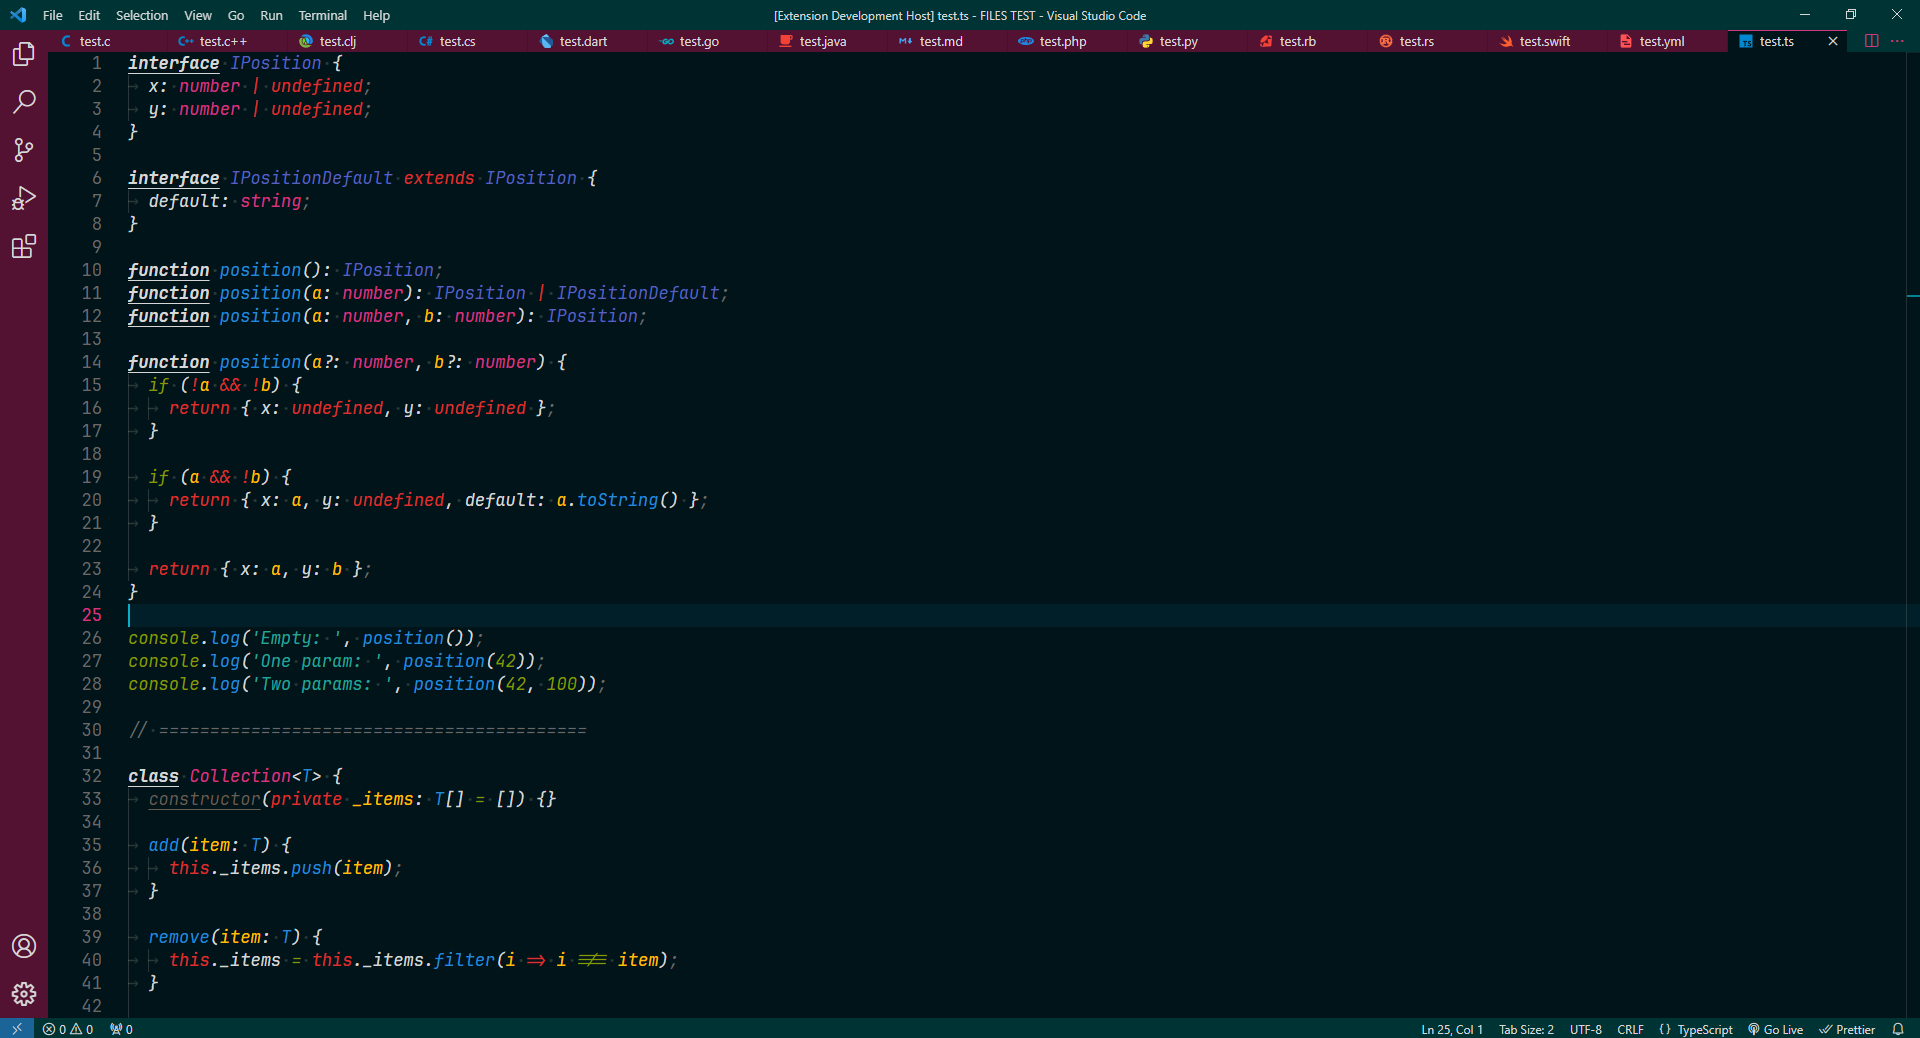 File Edit Selection View Go Run Terminal Help [Extension Development Host] test.ts - FILES TEST - Visual Studio Code
test.c test.c++ test.clj test.cs test.dart test.go test.java test.md test.php test.py test.rb test.rs test.swift test.yml test.ts
1 interface IPosition {
2 x: number | undefined;
3 y: number | undefined;
4 }
5
6 interface IPositionDefault extends IPosition {
7 default: string;
8 }
9
10 function position(): IPosition;
11 function position(a: number): IPosition | IPositionDefault;
12 function position(a: number, b: number): IPosition;
13
14 function position(a?: number, b?: number) {
15 if (!a && !b) {
16 return { x: undefined, y: undefined };
17 }
18
19 if (a && !b) {
20 return { x: a, y: undefined, default: a.toString() };
21 }
22
23 return { x: a, y: b };
24 }
25
26 console.log('Empty: ', position());
27 console.log('One param: ', position(42));
28 console.log('Two params: ', position(42, 100));
29
30 // ==========================================
31
32 class Collection<T> {
33 constructor(private _items: T[] = []) {}
34
35 add(item: T) {
36 this._items.push(item);
37 }
38
39 remove(item: T) {
40 this._items = this._items.filter(i => i !== item);
41 }
42
0 0 0 Ln 25, Col 1 Tab Size: 2 UTF-8 CRLF {} TypeScript Go Live Prettier